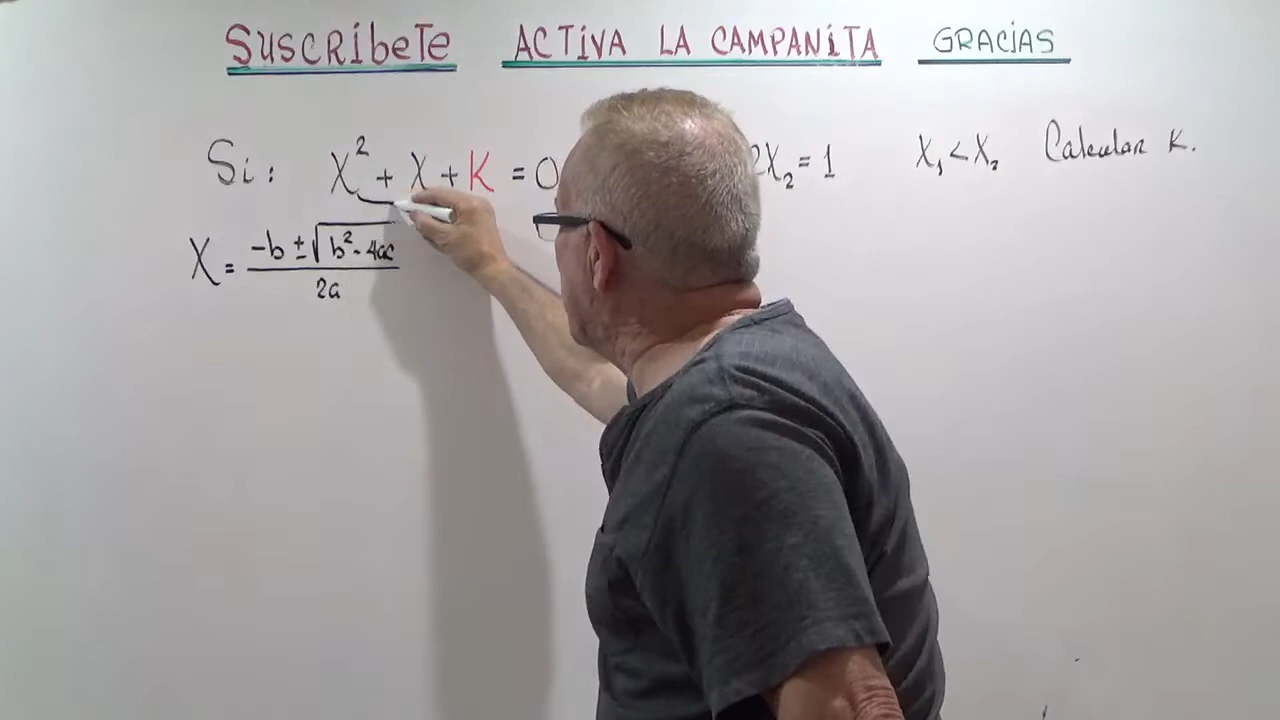 SUSCRÍBETE ACTIVA LA CAMPANITA GRACIAS
Si: X² + X + K = 0 2X₂ = 1 X₁ < X₂ Calcular K.
X = -b ± √b² - 4ac / 2a